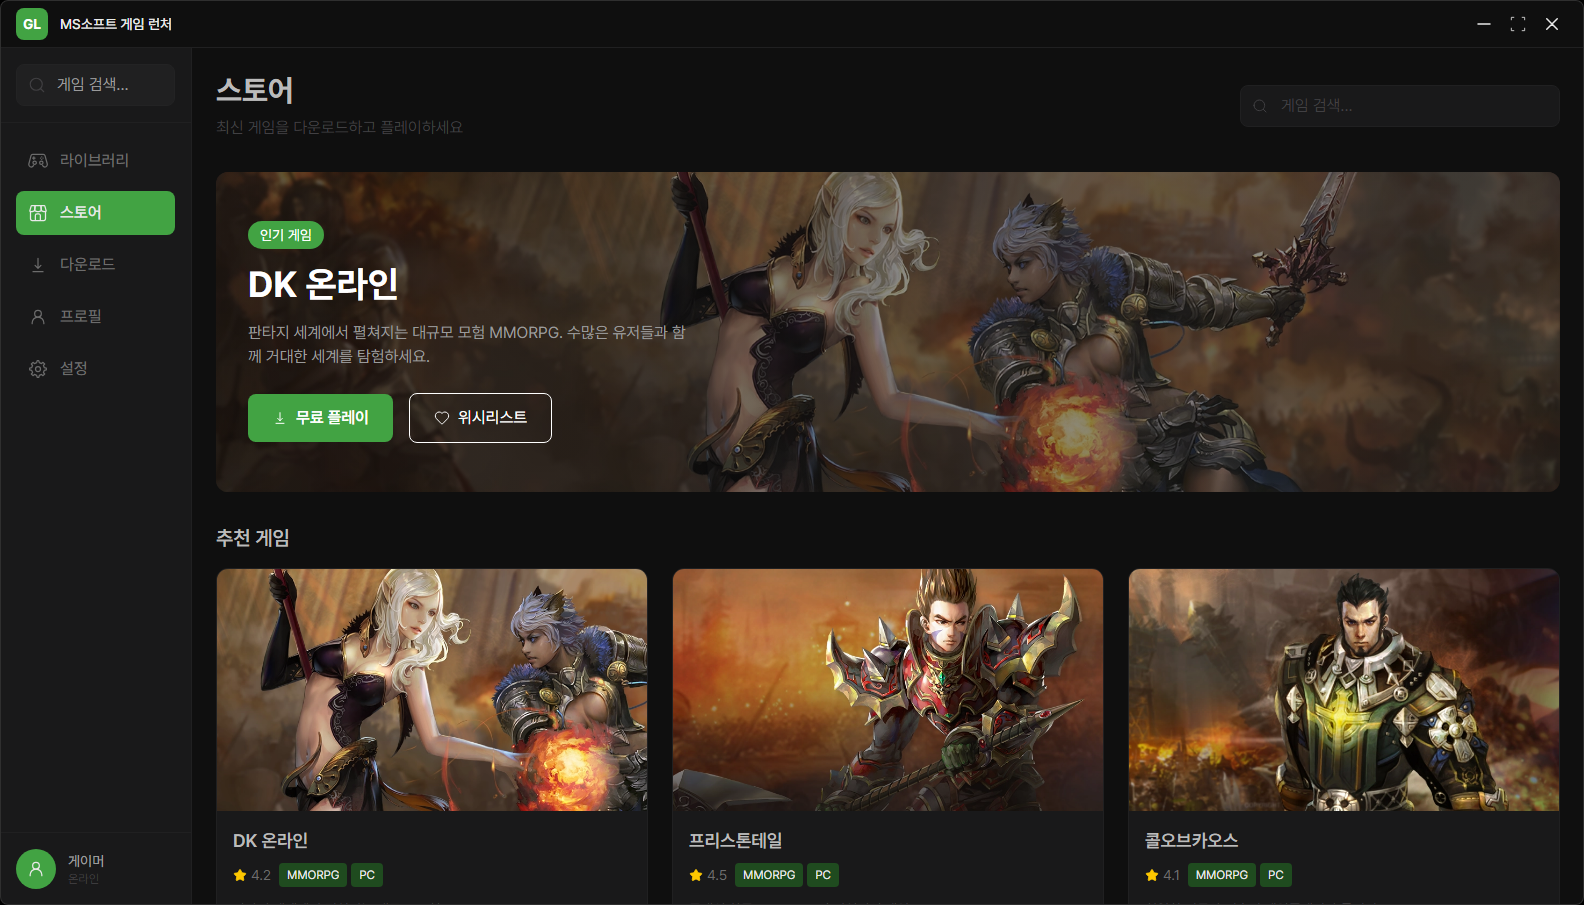 GL MS소프트 게임 런처
게임 검색...
라이브러리
스토어
다운로드
프로필
설정
게이머
온라인
스토어
최신 게임을 다운로드하고 플레이하세요
게임 검색...
인기 게임
DK 온라인
판타지 세계에서 펼쳐지는 대규모 모험 MMORPG. 수많은 유저들과 함
께 거대한 세계를 탐험하세요.
무료 플레이
위시리스트
추천 게임
DK 온라인
4.2 MMORPG PC
프리스톤테일
4.5 MMORPG PC
콜오브카오스
4.1 MMORPG PC